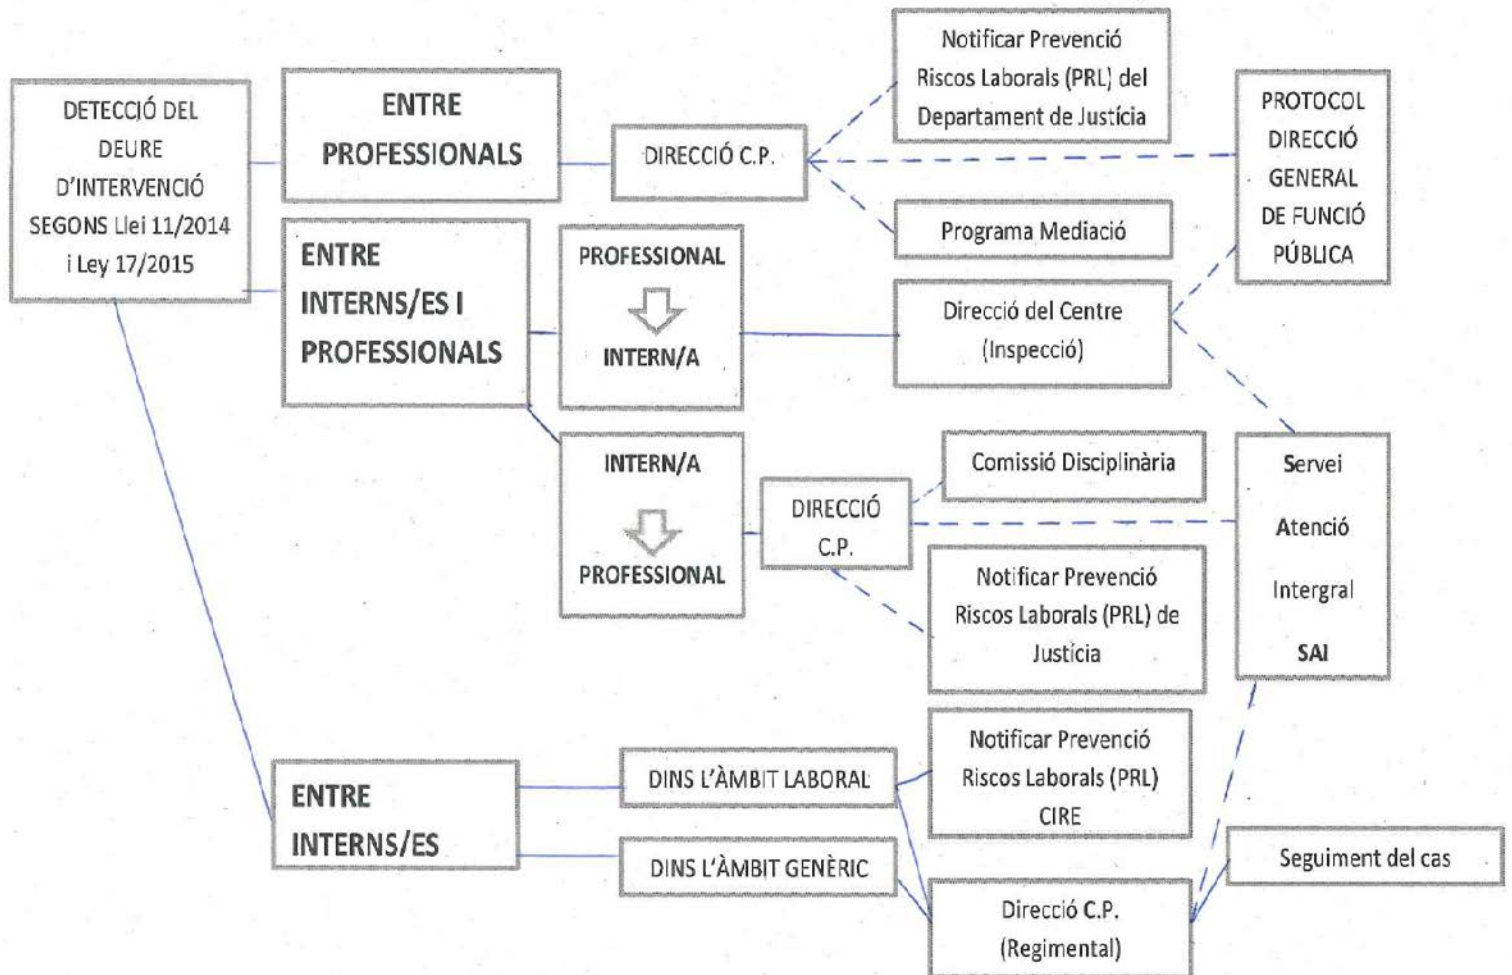 DETECCIÓ DEL
DEURE
D'INTERVENCIÓ
SEGONS Llei 11/2014
i Ley 17/2015
ENTRE
PROFESSIONALS
DIRECCIÓ C.P.
Notificar Prevenció
Riscos Laborals (PRL) del
Departament de Justícia
PROTOCOL
DIRECCIÓ
GENERAL
DE FUNCIÓ
PÚBLICA
Programa Mediació
ENTRE
INTERNS/ES I
PROFESSIONALS
PROFESSIONAL
INTERN/A
Direcció del Centre
(Inspecció)
INTERN/A
PROFESSIONAL
DIRECCIÓ
C.P.
Comissió Disciplinària
Notificar Prevenció
Riscos Laborals (PRL) de
Justícia
Servei
Atenció
Intergral
SAI
ENTRE
INTERNS/ES
DINS L'ÀMBIT LABORAL
DINS L'ÀMBIT GENÈRIC
Notificar Prevenció
Riscos Laborals (PRL)
CIRE
Direcció C.P.
(Regimental)
Seguiment del cas